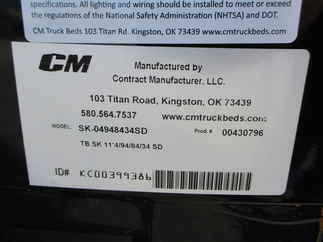 specifications. All lighting and wiring should be installed to meet or exceed
the regulations of the National Safety Administration (NHTSA) and DOT.
CM Truck Beds 103 Titan Rd. Kingston, OK 73439 www.cmtruckbeds.com
CM
Manufactured by
Contract Manufacturer, LLC.
103 Titan Road, Kingston, OK 73439
580.564.7537 www.cmtruckbeds.com
MODEL: SK-04948434SD Prod # 00430796
TB SK 11'4/94/84/34 SD
ID# KC00399386